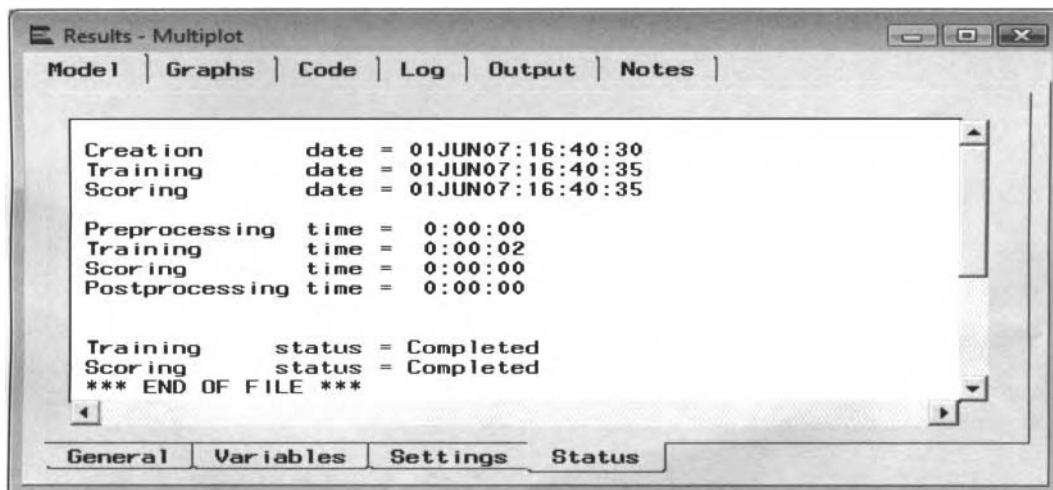 Results - Multiplot
Model Graphs Code Log Output Notes
Creation date = 01JUN07:16:40:30
Training date = 01JUN07:16:40:35
Scoring date = 01JUN07:16:40:35
Preprocessing time = 0:00:00
Training time = 0:00:02
Scoring time = 0:00:00
Postprocessing time = 0:00:00
Training status = Completed
Scoring status = Completed
*** END OF FILE ***
General Variables Settings Status